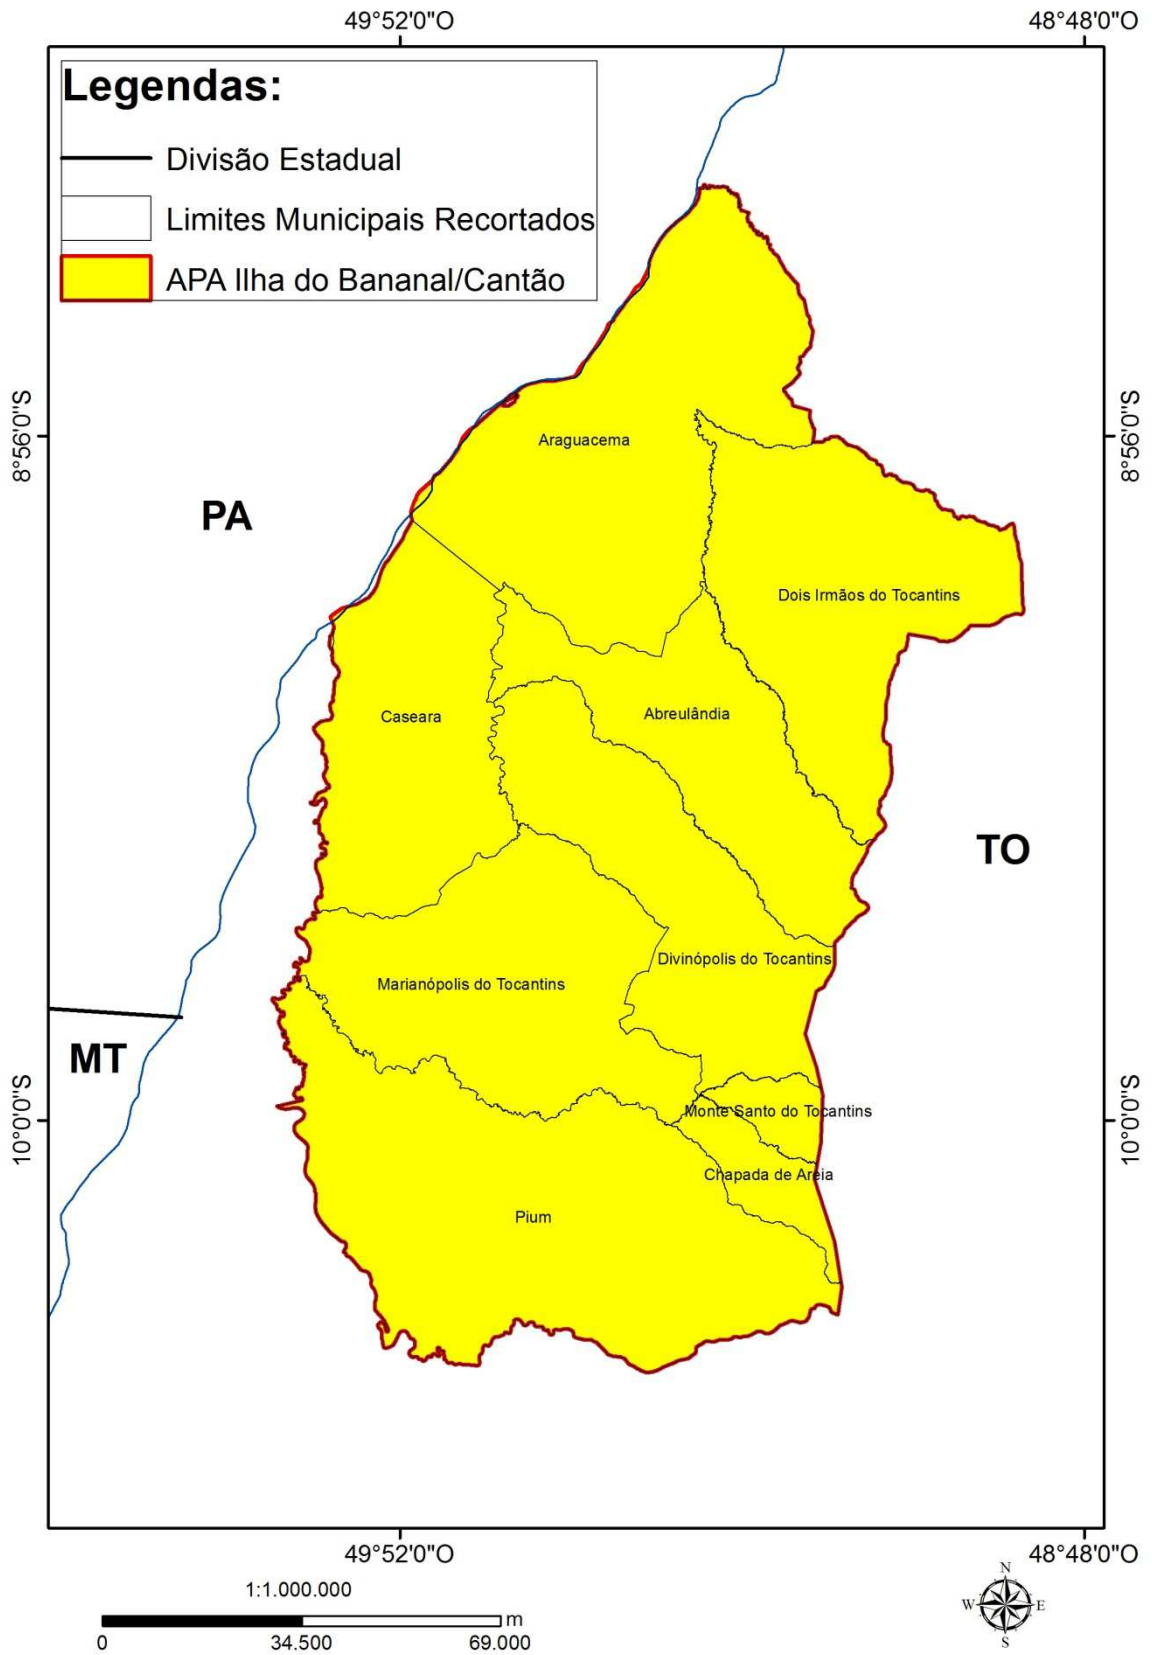 49°52'0"O
48°48'0"O
Legendas:
Divisão Estadual
Limites Municipais Recortados
APA Ilha do Bananal/Cantão
8°56'0"S
8°56'0"S
Araguacema
PA
Dois Irmãos do Tocantins
Caseara
Abreulândia
TO
Divinópolis do Tocantins
Marianópolis do Tocantins
MT
10°0'0"S
10°0'0"S
Monte Santo do Tocantins
Chapada de Areia
Pium
49°52'0"O
48°48'0"O
1:1.000.000
m
0 34.500 69.000
N
W E
S